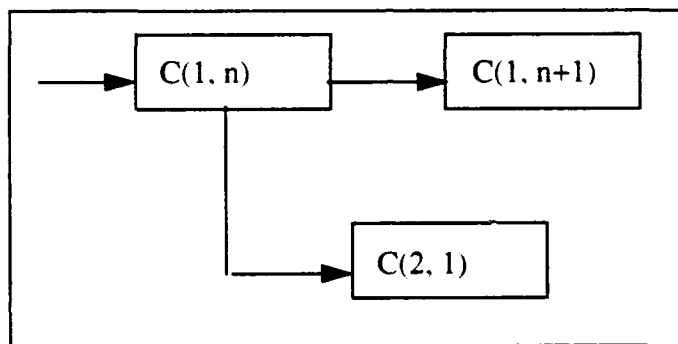 C(1, n)
C(1, n+1)
C(2, 1)